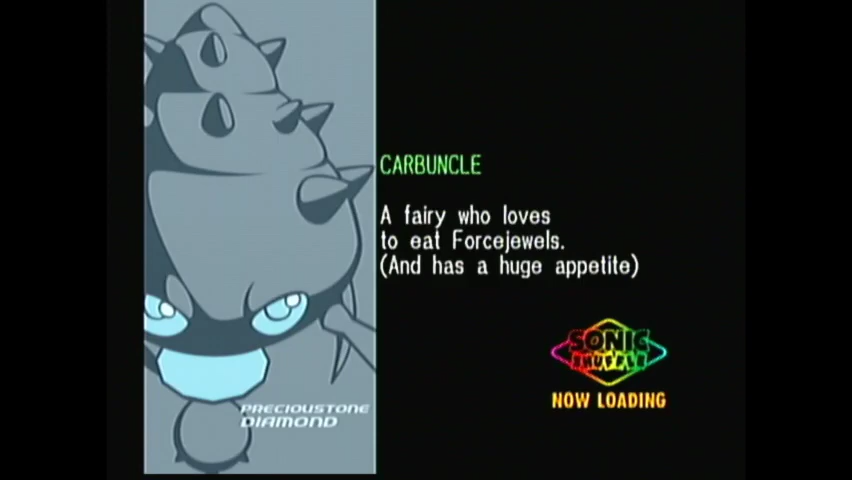 CARBUNCLE
A fairy who loves
to eat Forcejewels.
(And has a huge appetite)
PRECIOUSTONE
DIAMOND
SONIC
SHUFFLE
NOW LOADING